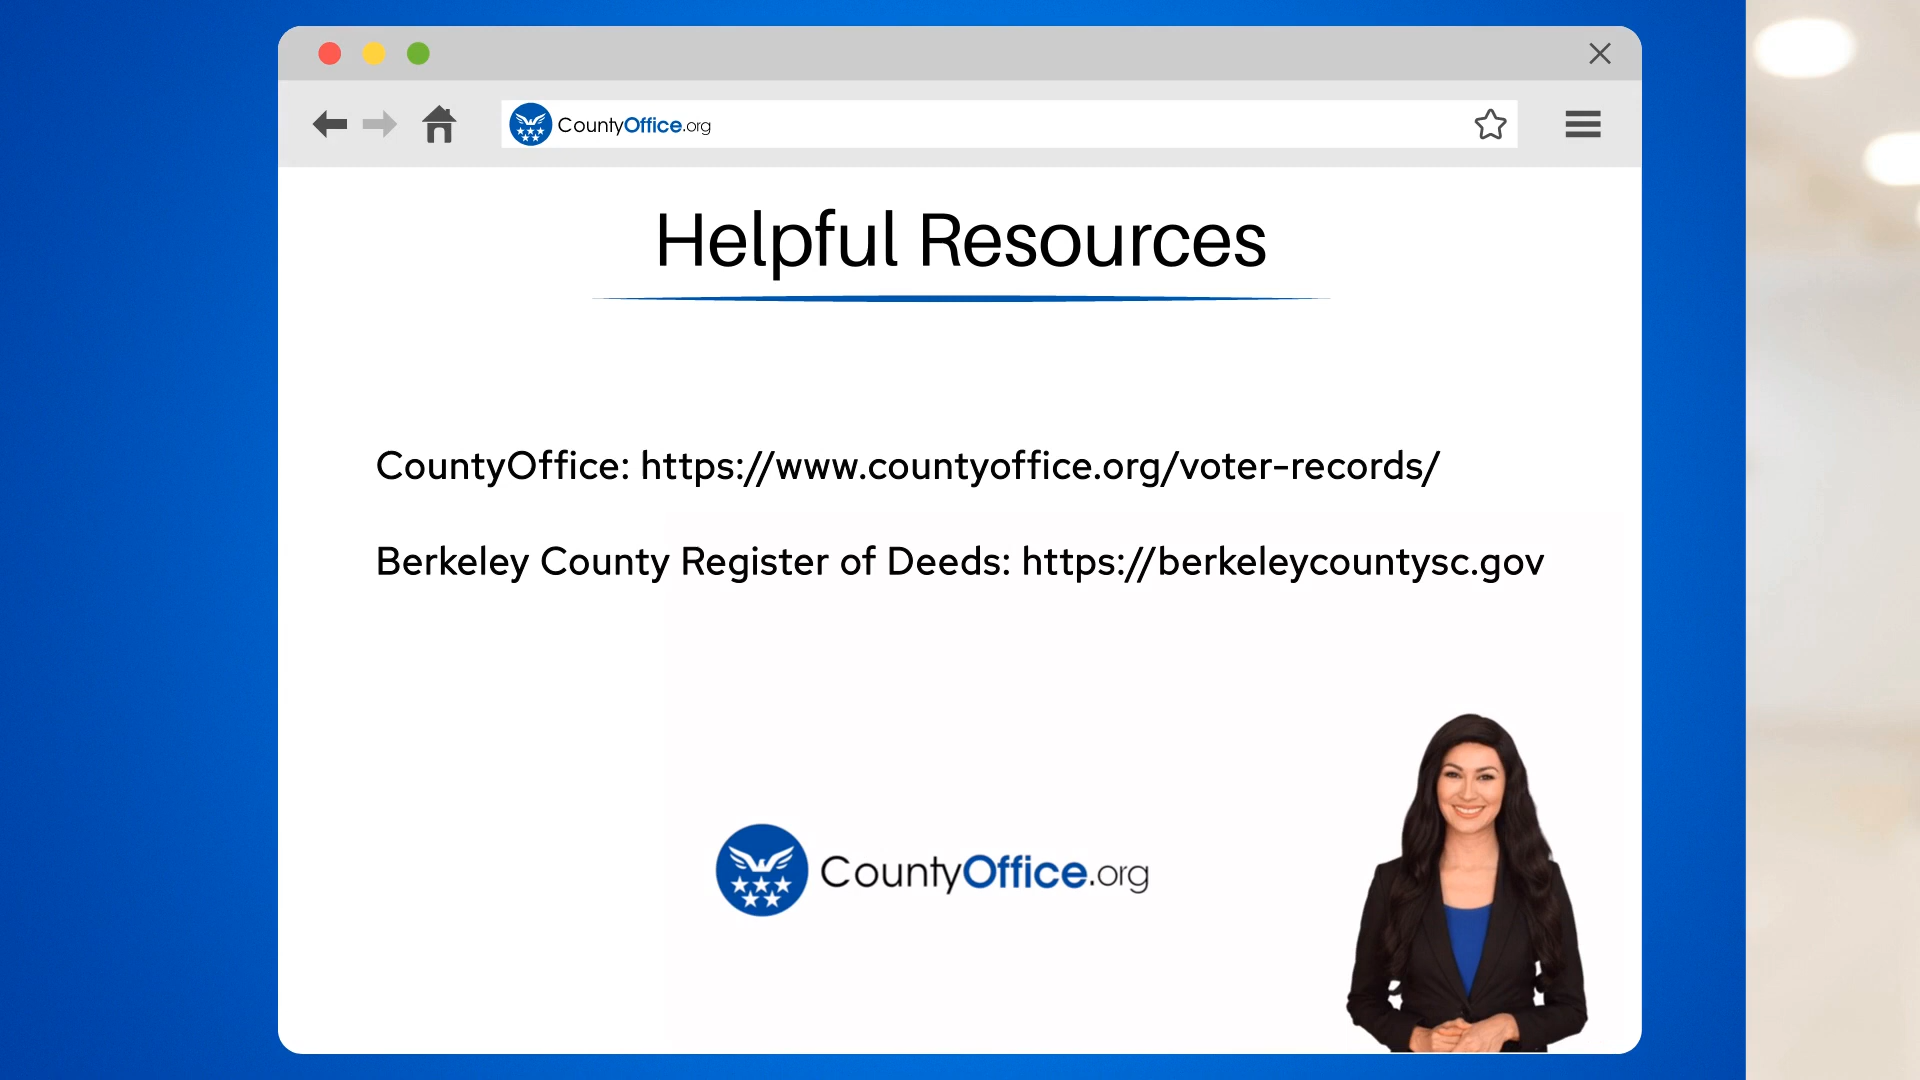 CountyOffice.org
Helpful Resources
CountyOffice: https://www.countyoffice.org/voter-records/
Berkeley County Register of Deeds: https://berkeleycountysc.gov
CountyOffice.org